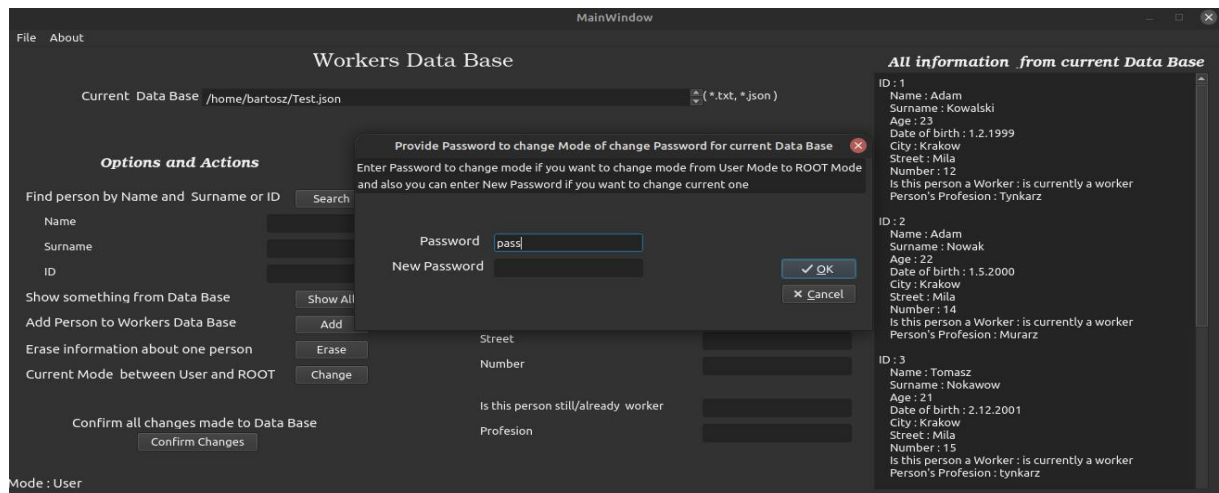 MainWindow
File About
Workers Data Base
Current Data Base /home/bartosz/Test.json ( *.txt, *.json )
Options and Actions
Find person by Name and Surname or ID Search
Name
Surname
ID
Show something from Data Base Show All
Add Person to Workers Data Base Add
Erase information about one person Erase
Current Mode between User and ROOT Change
Confirm all changes made to Data Base
Confirm Changes
Mode : User
Provide Password to change Mode of change Password for current Data Base
Enter Password to change mode if you want to change mode from User Mode to ROOT Mode
and also you can enter New Password if you want to change current one
Password pass
New Password
OK
Cancel
Street
Number
Is this person still/already worker
Profesion
All information from current Data Base
ID : 1
Name : Adam
Surname : Kowalski
Age : 23
Date of birth : 1.2.1999
City : Krakow
Street : Mila
Number : 12
Is this person a Worker : is currently a worker
Person's Profesion : Tynkarz
ID : 2
Name : Adam
Surname : Nowak
Age : 22
Date of birth : 1.5.2000
City : Krakow
Street : Mila
Number : 14
Is this person a Worker : is currently a worker
Person's Profesion : Murarz
ID : 3
Name : Tomasz
Surname : Nokawow
Age : 21
Date of birth : 2.12.2001
City : Krakow
Street : Mila
Number : 15
Is this person a Worker : is currently a worker
Person's Profesion : tynkarz